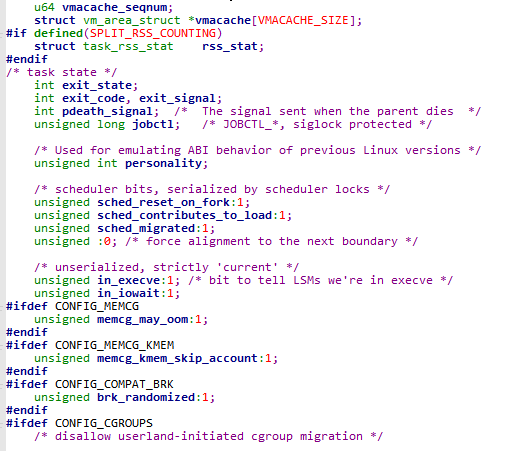 u64 vmacache_seqnum;
    struct vm_area_struct *vmacache[VMACACHE_SIZE];
#if defined(SPLIT_RSS_COUNTING)
    struct task_rss_stat    rss_stat;
#endif
/* task state */
    int exit_state;
    int exit_code, exit_signal;
    int pdeath_signal;  /*  The signal sent when the parent dies  */
    unsigned long jobctl;   /* JOBCTL_*, siglock protected */

    /* Used for emulating ABI behavior of previous Linux versions */
    unsigned int personality;

    /* scheduler bits, serialized by scheduler locks */
    unsigned sched_reset_on_fork:1;
    unsigned sched_contributes_to_load:1;
    unsigned sched_migrated:1;
    unsigned :0; /* force alignment to the next boundary */

    /* unserialized, strictly 'current' */
    unsigned in_execve:1; /* bit to tell LSMs we're in execve */
    unsigned in_iowait:1;
#ifdef CONFIG_MEMCG
    unsigned memcg_may_oom:1;
#endif
#ifdef CONFIG_MEMCG_KMEM
    unsigned memcg_kmem_skip_account:1;
#endif
#ifdef CONFIG_COMPAT_BRK
    unsigned brk_randomized:1;
#endif
#ifdef CONFIG_CGROUPS
    /* disallow userland-initiated cgroup migration */